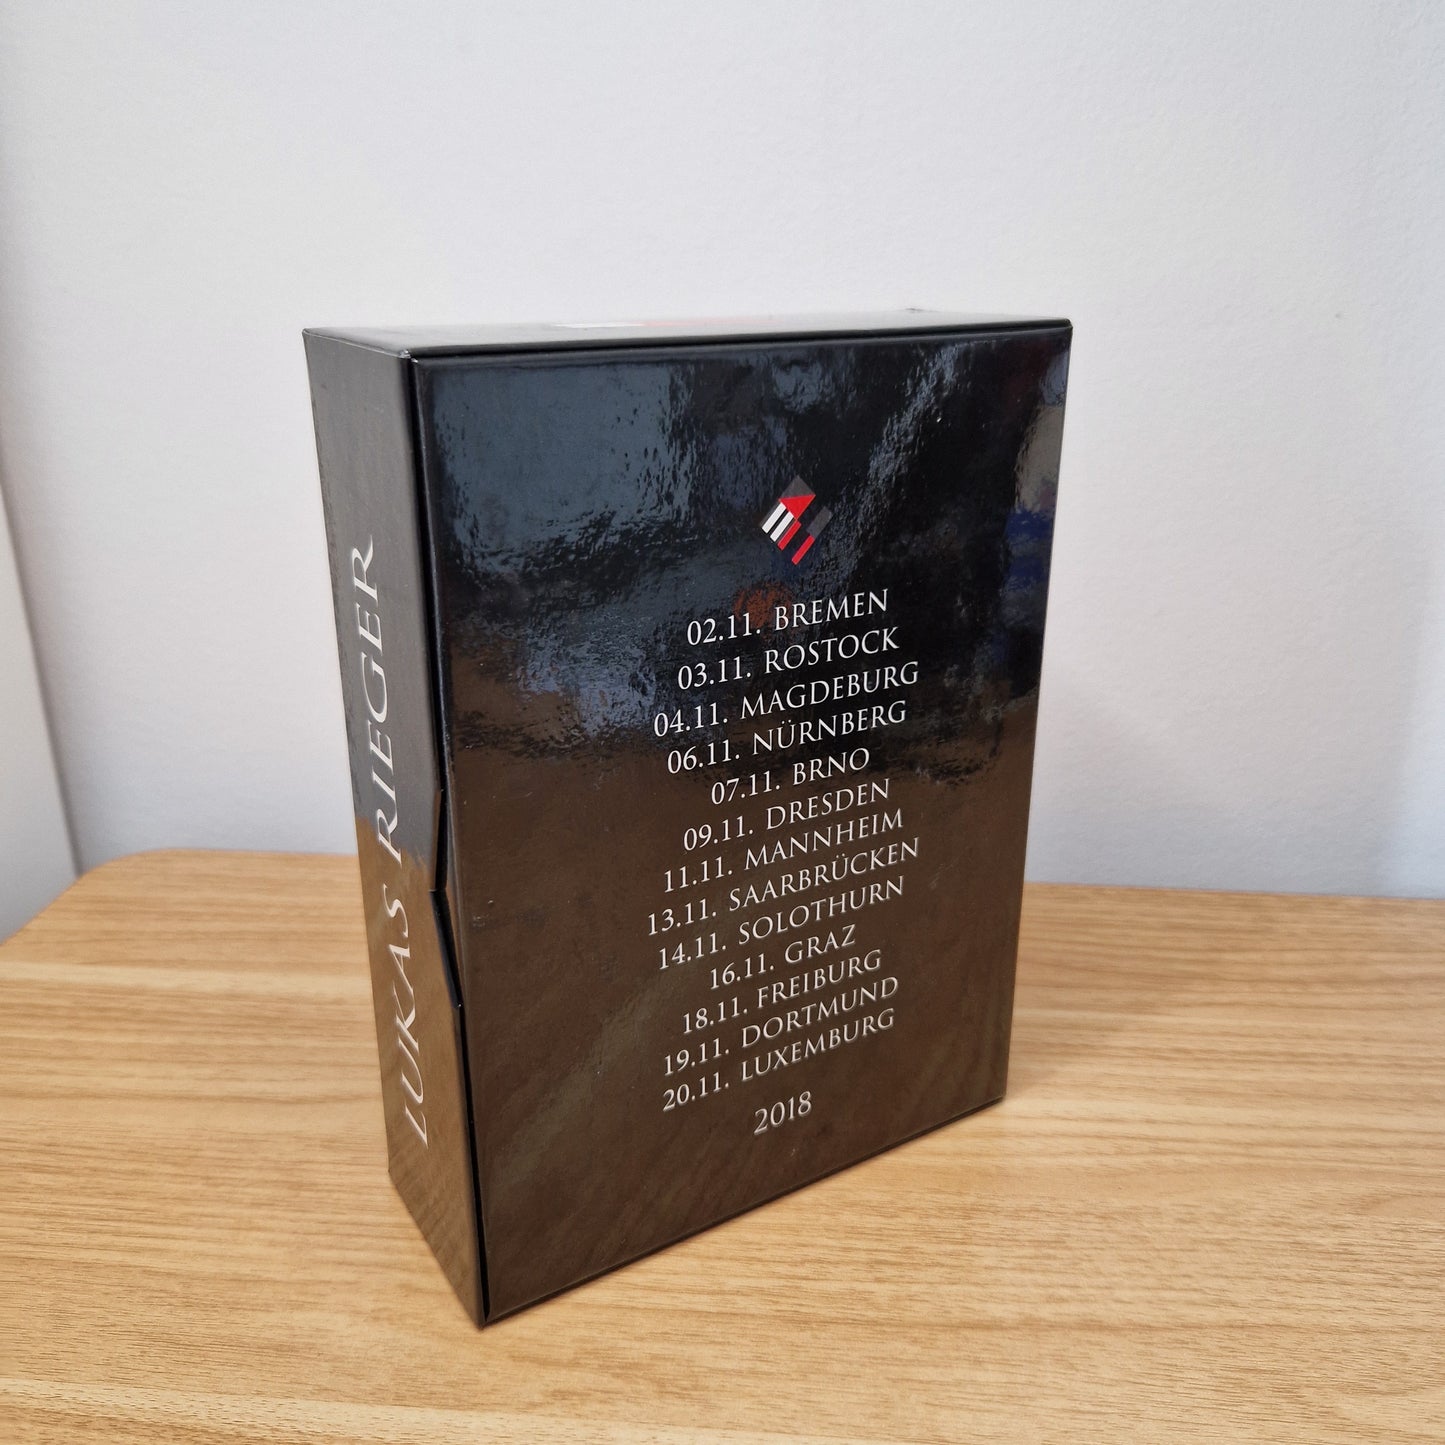 LUKAS RIEGER
02.11. BREMEN
03.11. ROSTOCK
04.11. MAGDEBURG
06.11. NÜRNBERG
07.11. BRNO
09.11. DRESDEN
11.11. MANNHEIM
13.11. SAARBRÜCKEN
14.11. SOLOTHURN
16.11. GRAZ
18.11. FREIBURG
19.11. DORTMUND
20.11. LUXEMBURG
2018